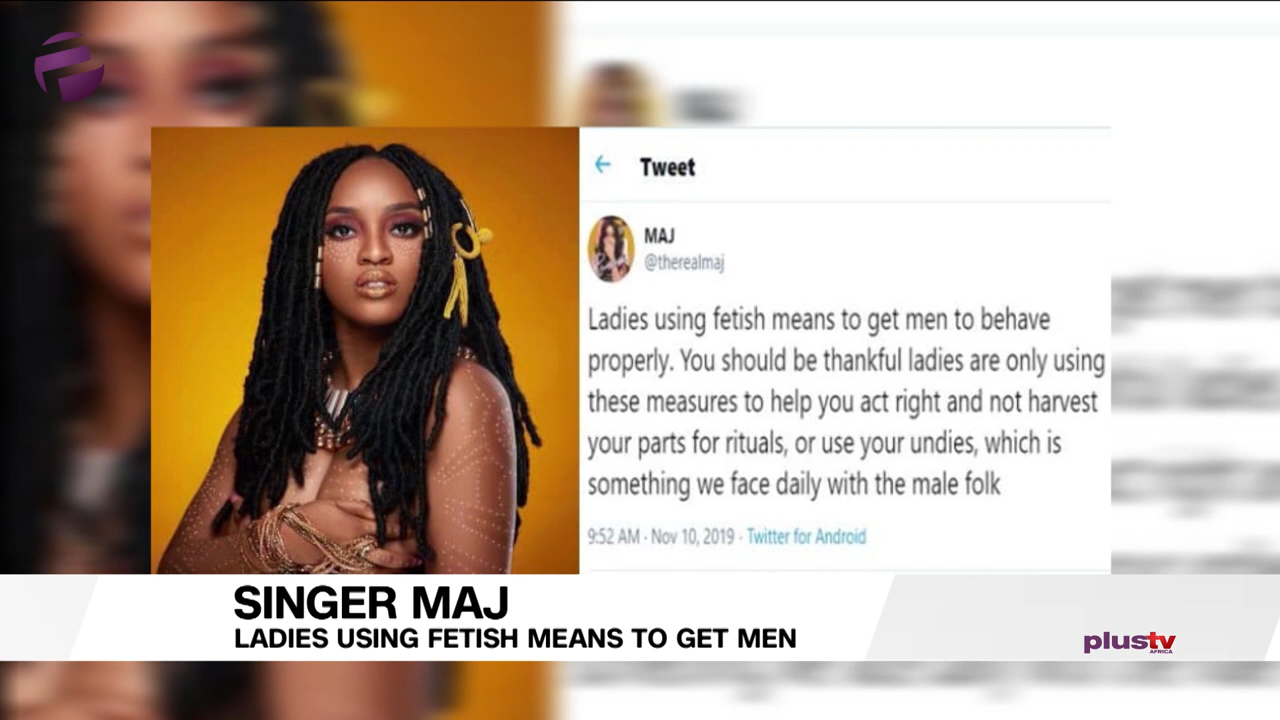 Tweet
MAJ
@therealmaj
Ladies using fetish means to get men to behave
properly. You should be thankful ladies are only using
these measures to help you act right and not harvest
your parts for rituals, or use your undies, which is
something we face daily with the male folk
9:52 AM · Nov 10, 2019 · Twitter for Android
SINGER MAJ
LADIES USING FETISH MEANS TO GET MEN
plustv
AFRICA